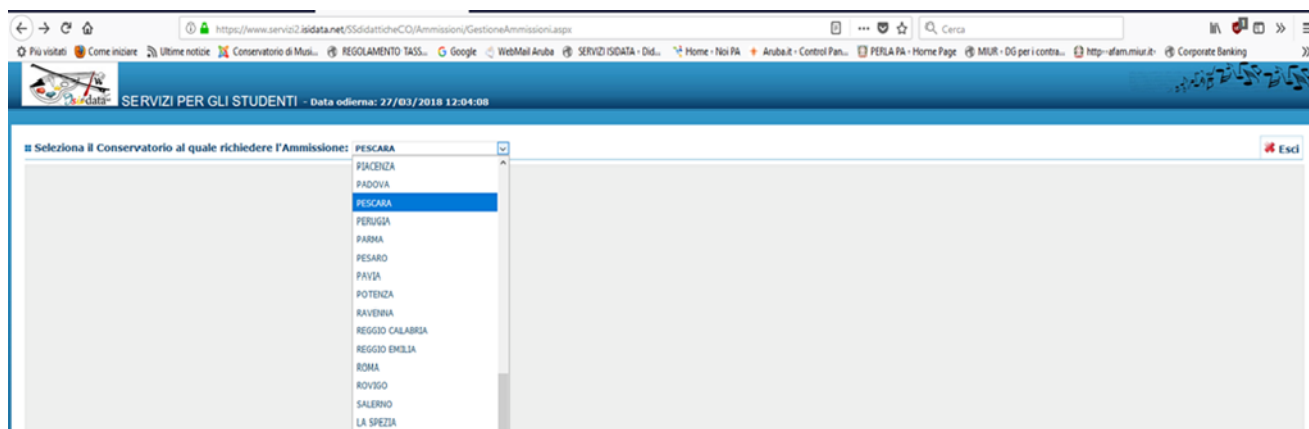 https://www.servizi2.isidata.net/SSdidatticheCO/Ammissioni/GestioneAmmissioni.aspx
Cerca
Più visitati Come iniziare Ultime notizie Conservatorio di Musi... REGOLAMENTO TASS... Google WebMail Aruba SERVIZI ISIDATA - Did... Home - Noi PA Aruba.it - Control Pan... PERLA PA - Home Page MIUR - DG per i contra... http--afam.miur.it- Corporate Banking
isidata SERVIZI PER GLI STUDENTI - Data odierna: 27/03/2018 12:04:08
Seleziona il Conservatorio al quale richiedere l'Ammissione: PESCARA
Esci
PIACENZA
PADOVA
PESCARA
PERUGIA
PARMA
PESARO
PAVIA
POTENZA
RAVENNA
REGGIO CALABRIA
REGGIO EMILIA
ROMA
ROVIGO
SALERNO
LA SPEZIA